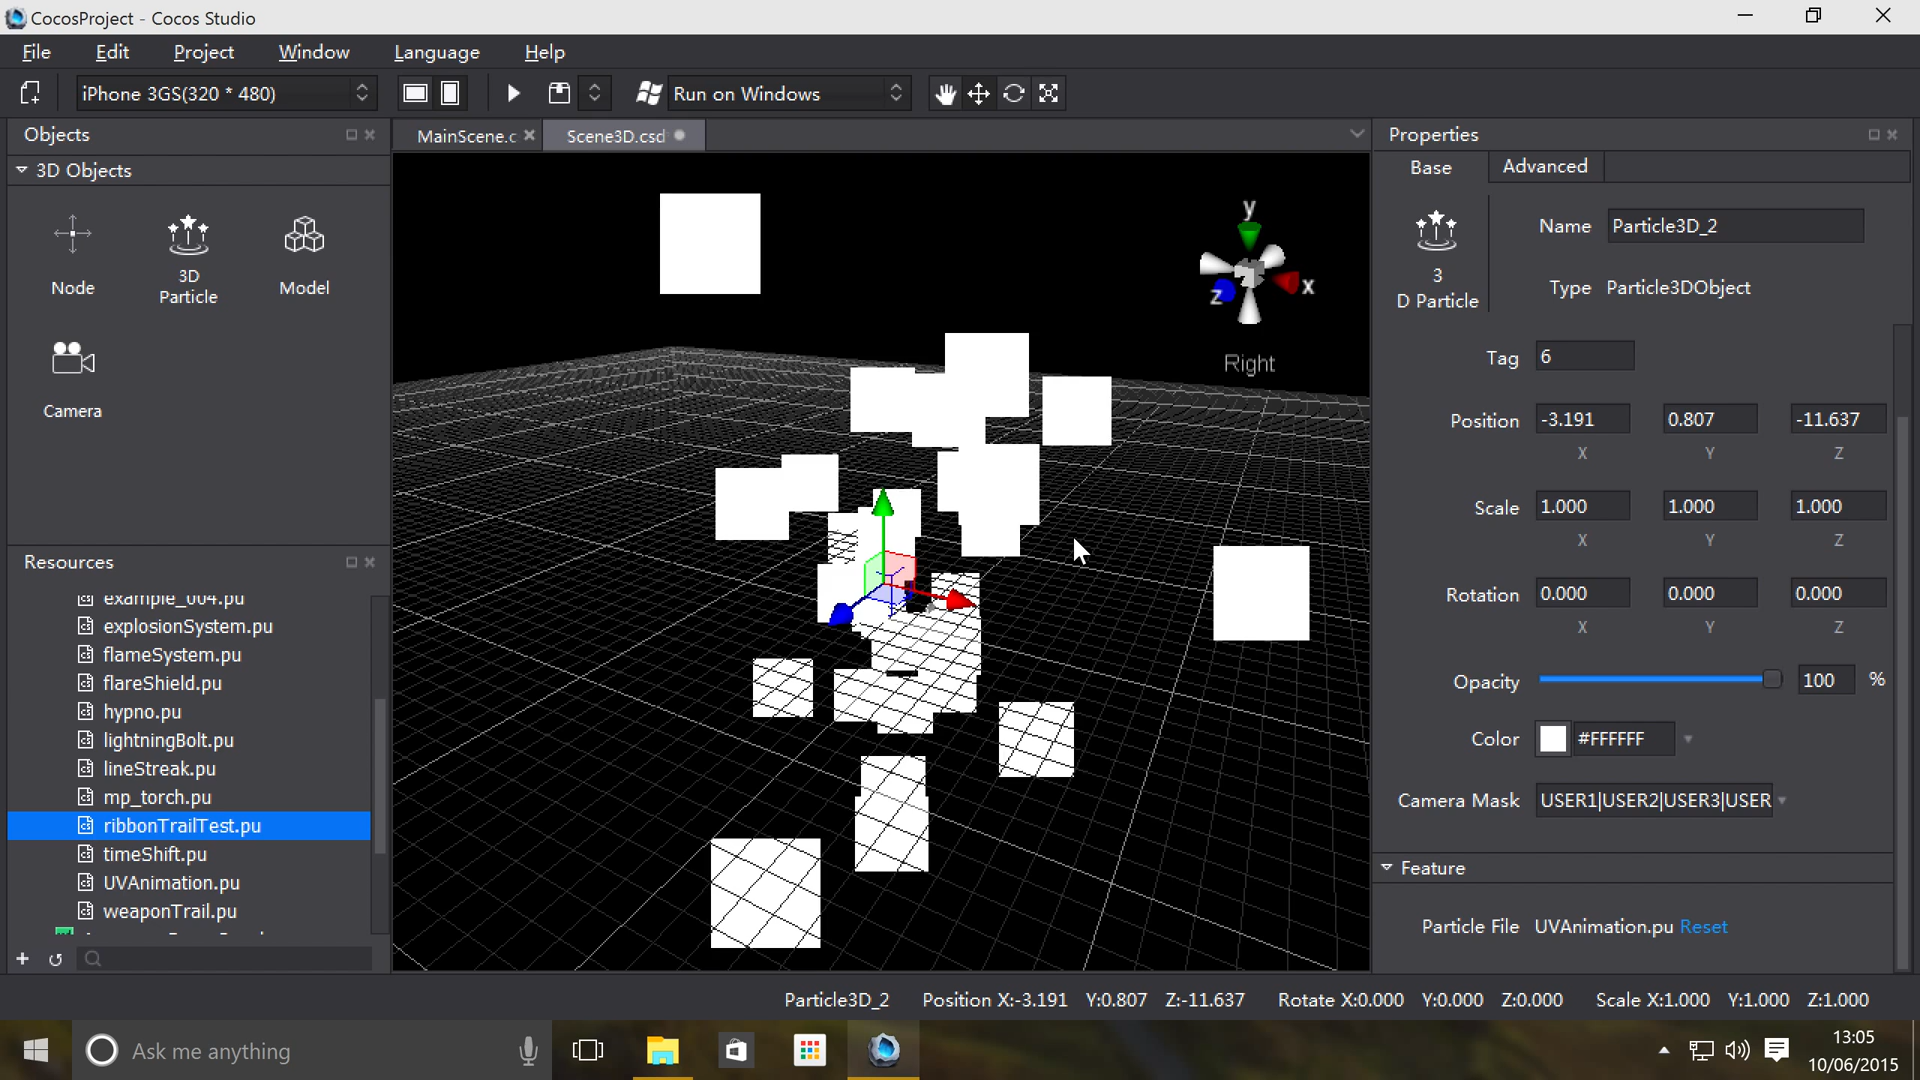 CocosProject - Cocos Studio
File Edit Project Window Language Help
iPhone 3GS(320 * 480)
Run on Windows
Objects
3D Objects
Node
3D
Particle
Model
Camera
Resources
example_004.pu
explosionSystem.pu
flameSystem.pu
flareShield.pu
hypno.pu
lightningBolt.pu
lineStreak.pu
mp_torch.pu
ribbonTrailTest.pu
timeShift.pu
UVAnimation.pu
weaponTrail.pu
MainScene.c
Scene3D.csd
y
x
z
Right
Properties
Base Advanced
3
D Particle
Name Particle3D_2
Type Particle3DObject
Tag 6
Position -3.191 0.807 -11.637
X Y Z
Scale 1.000 1.000 1.000
X Y Z
Rotation 0.000 0.000 0.000
X Y Z
Opacity 100 %
Color #FFFFFF
Camera Mask USER1|USER2|USER3|USER
Feature
Particle File UVAnimation.pu Reset
Particle3D_2 Position X:-3.191 Y:0.807 Z:-11.637 Rotate X:0.000 Y:0.000 Z:0.000 Scale X:1.000 Y:1.000 Z:1.000
Ask me anything
13:05
10/06/2015